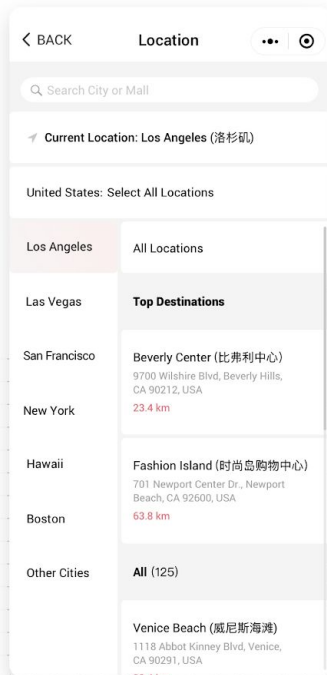 BACK
Location
Search City or Mall
Current Location: Los Angeles (洛杉矶)
United States: Select All Locations
Los Angeles
All Locations
Las Vegas
Top Destinations
San Francisco
Beverly Center (比弗利中心)
9700 Wilshire Blvd, Beverly Hills,
CA 90212, USA
23.4 km
New York
Hawaii
Fashion Island (时尚岛购物中心)
701 Newport Center Dr., Newport
Beach, CA 92600, USA
63.8 km
Boston
Other Cities
All (125)
Venice Beach (威尼斯海滩)
1118 Abbot Kinney Blvd, Venice,
CA 90291, USA